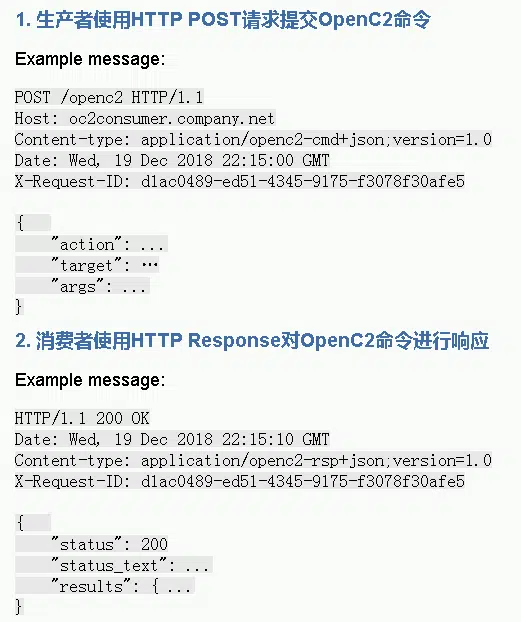 1. 生产者使用HTTP POST请求提交OpenC2命令
Example message:
POST /openc2 HTTP/1.1
Host: oc2consumer.company.net
Content-type: application/openc2-cmd+json;version=1.0
Date: Wed, 19 Dec 2018 22:15:00 GMT
X-Request-ID: d1ac0489-ed51-4345-9175-f3078f30afe5
{
"action": ...
"target": …
"args": ...
}
2. 消费者使用HTTP Response对OpenC2命令进行响应
Example message:
HTTP/1.1 200 OK
Date: Wed, 19 Dec 2018 22:15:10 GMT
Content-type: application/openc2-rsp+json;version=1.0
X-Request-ID: d1ac0489-ed51-4345-9175-f3078f30afe5
{
"status": 200
"status_text": ...
"results": { ...
}